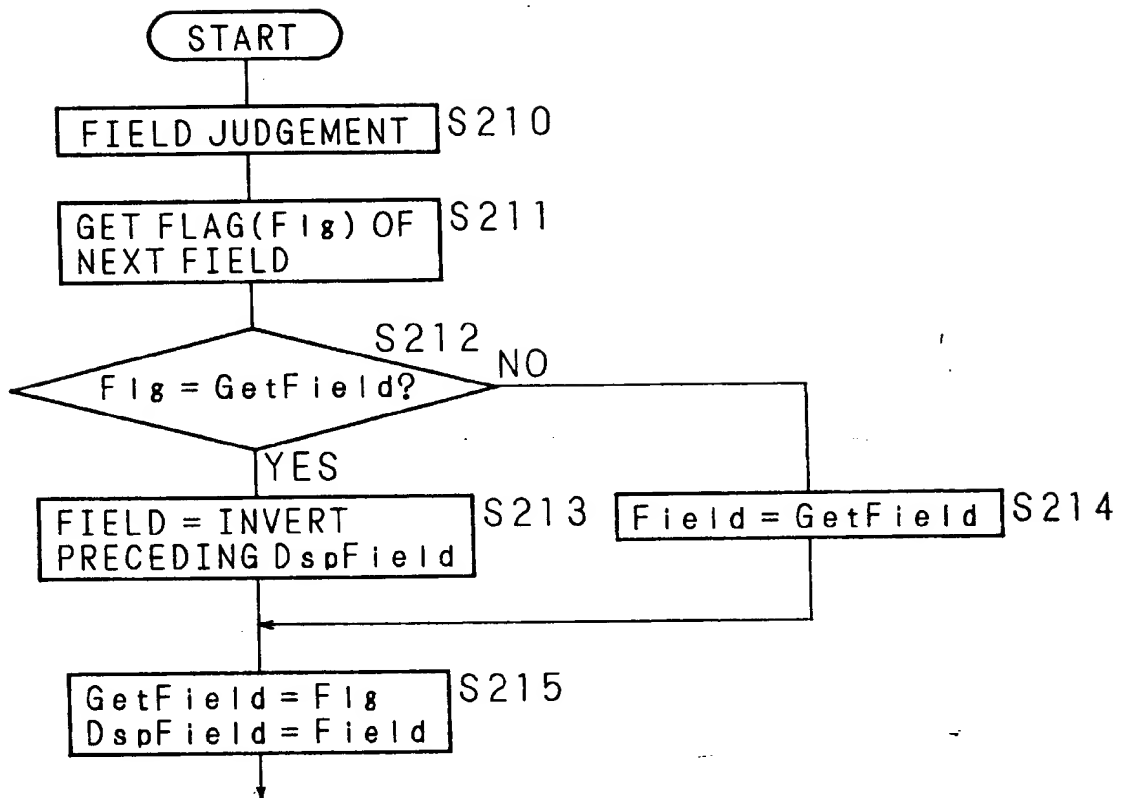 START
FIELD JUDGEMENT
S210
GET FLAG(Flg) OF
NEXT FIELD
S211
S212
Flg = GetField?
NO
YES
FIELD = INVERT
PRECEDING DspField
S213
Field = GetField
S214
GetField = Flg
DspField = Field
S215